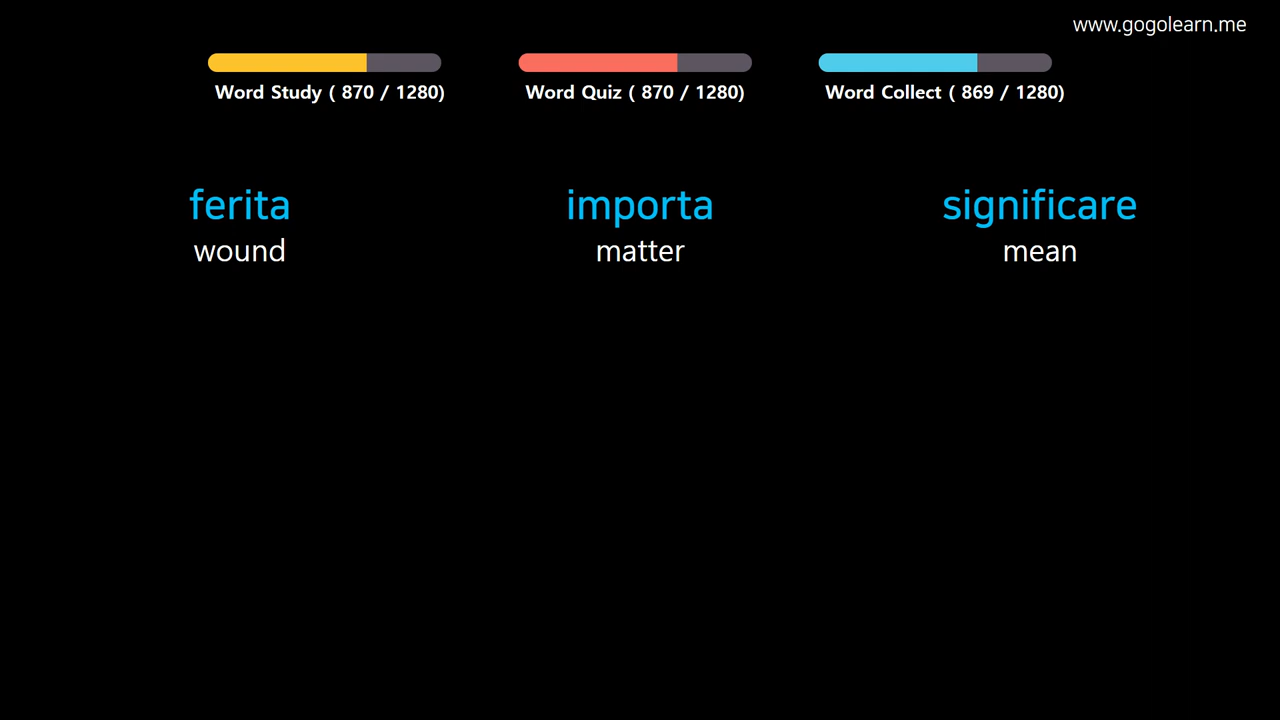 www.gogolearn.me
Word Study ( 870 / 1280)
Word Quiz ( 870 / 1280)
Word Collect ( 869 / 1280)
ferita
wound
importa
matter
significare
mean